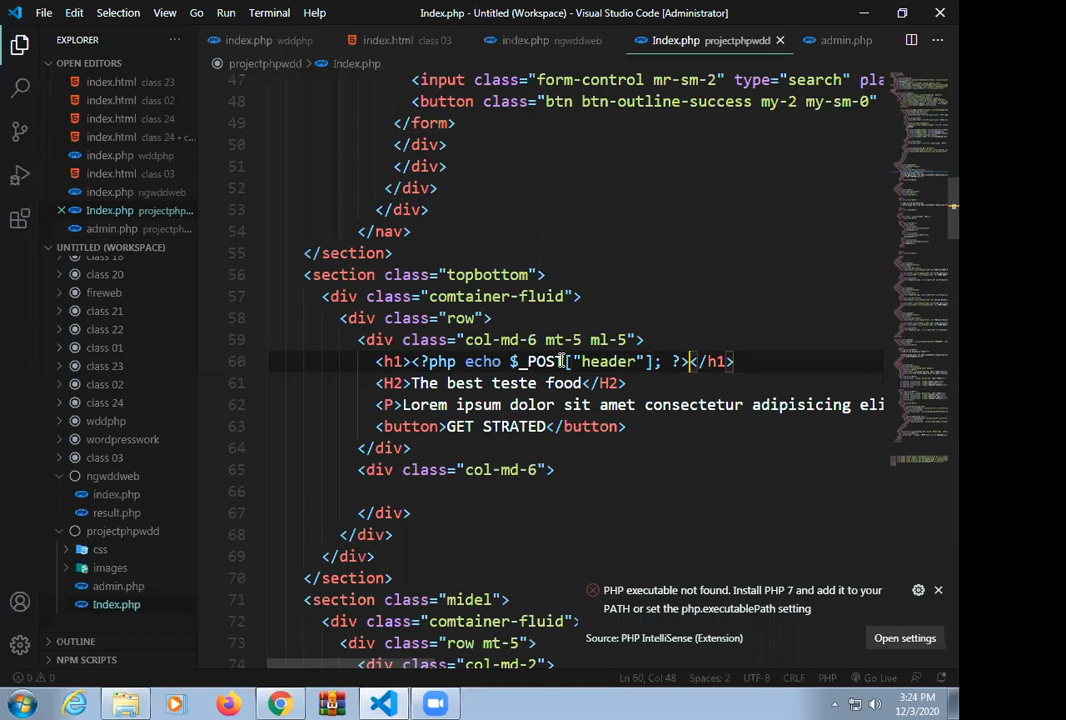 File Edit Selection View Go Run Terminal Help
Index.php - Untitled (Workspace) - Visual Studio Code [Administrator]
EXPLORER
index.php wddphp
index.html class 03
index.php ngwddweb
Index.php projectphpwdd
admin.php
OPEN EDITORS
index.html class 23
index.html class 02
index.html class 24
index.html class 24 • c...
index.php wddphp
index.html class 03
index.php ngwddweb
Index.php projectphp...
admin.php projectph...
UNTITLED (WORKSPACE)
class 18
class 20
fireweb
class 21
class 22
class 01
class 23
class 02
class 24
wddphp
wordpresswork
class 03
ngwddweb
index.php
result.php
projectphpwdd
css
images
admin.php
Index.php
OUTLINE
NPM SCRIPTS
projectphpwdd > Index.php
47 <input class="form-control mr-sm-2" type="search" pla
48 <button class="btn btn-outline-success my-2 my-sm-0"
49 </form>
50 </div>
51 </div>
52 </div>
53 </div>
54 </nav>
55 </section>
56 <section class="topbottom">
57 <div class="comtainer-fluid">
58 <div class="row">
59 <div class="col-md-6 mt-5 ml-5">
60 <h1><?php echo $_POST["header"]; ?></h1>
61 <H2>The best teste food</H2>
62 <P>Lorem ipsum dolor sit amet consectetur adipisicing eli
63 <button>GET STRATED</button>
64 </div>
65 <div class="col-md-6">
66
67 </div>
68 </div>
69 </div>
70 </section>
71 <section class="midel">
72 <div class="comtainer-fluid">
73 <div class="row mt-5">
74 <div class="col-md-2">
PHP executable not found. Install PHP 7 and add it to your
PATH or set the php.executablePath setting
Source: PHP IntelliSense (Extension)
Open settings
0 0
Ln 60, Col 48 Spaces: 2 UTF-8 CRLF PHP Go Live
3:24 PM
12/3/2020